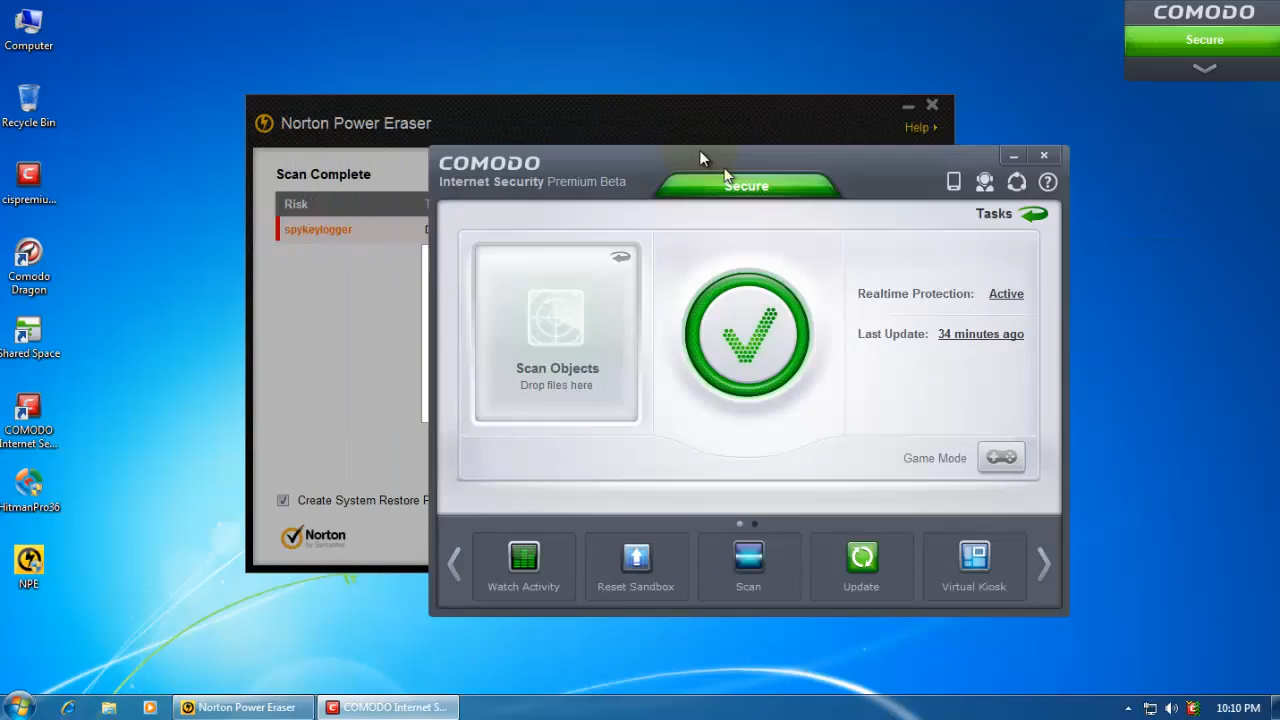 Computer
Recycle Bin
cispremiu...
Comodo
Dragon
Shared Space
COMODO
Internet Se...
HitmanPro36
NPE
COMODO
Secure
Norton Power Eraser
Help
Scan Complete
Risk
spykeylogger
Create System Restore
Norton
by Symantec
COMODO
Internet Security Premium Beta
Secure
Tasks
Scan Objects
Drop files here
Realtime Protection: Active
Last Update: 34 minutes ago
Game Mode
Watch Activity
Reset Sandbox
Scan
Update
Virtual Kiosk
Norton Power Eraser
COMODO Internet S...
10:10 PM